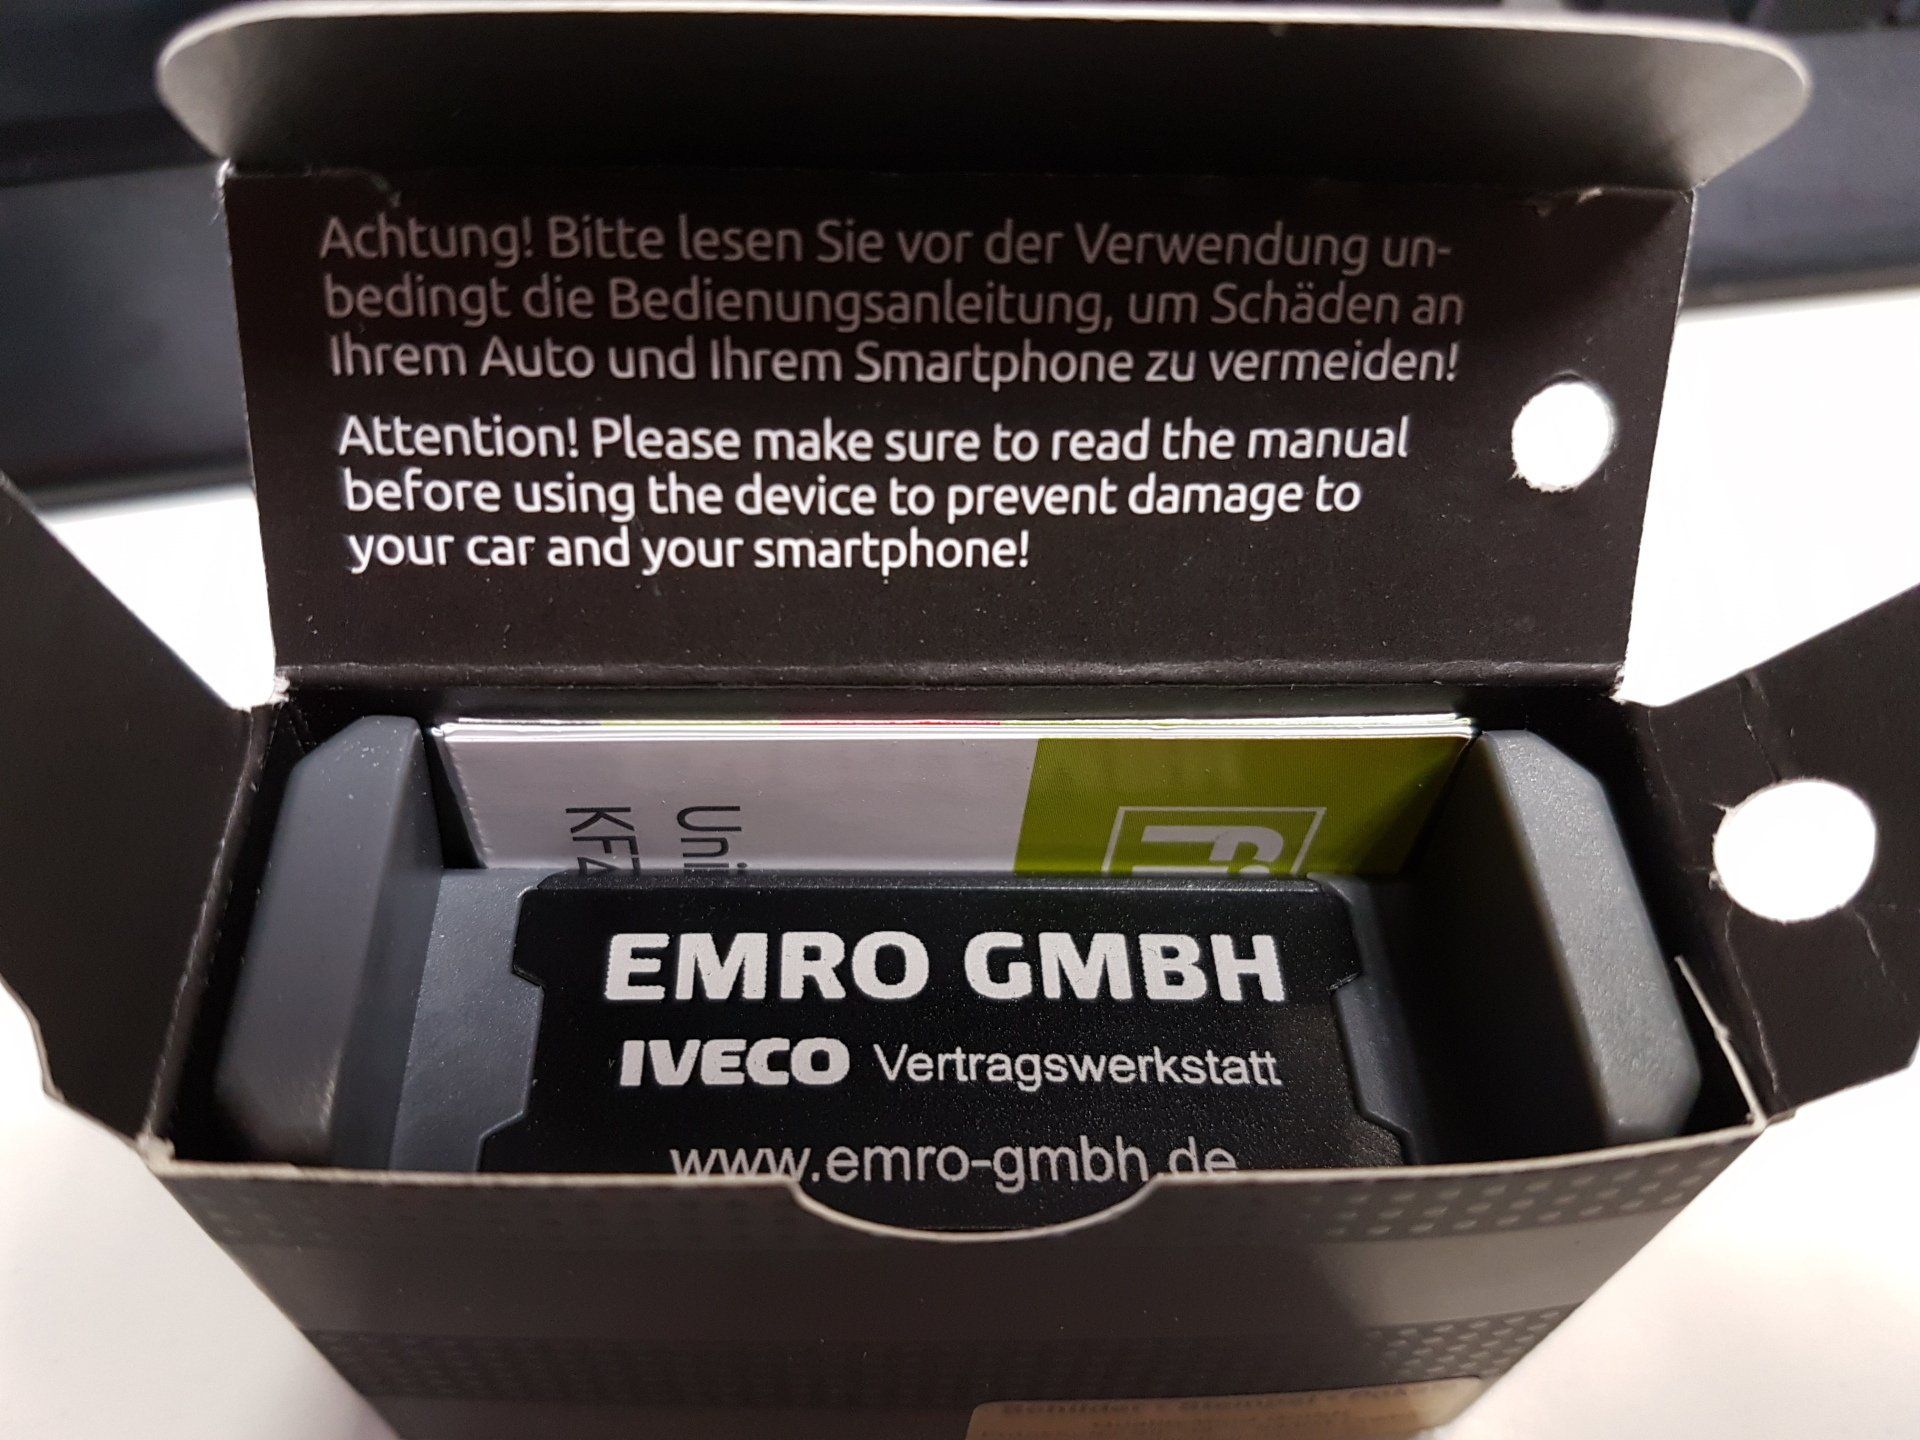 Achtung! Bitte lesen Sie vor der Verwendung un-
bedingt die Bedienungsanleitung, um Schäden an
Ihrem Auto und Ihrem Smartphone zu vermeiden!
Attention! Please make sure to read the manual
before using the device to prevent damage to
your car and your smartphone!
EMRO GMBH
IVECO Vertragswerkstatt
www.emro-gmbh.de